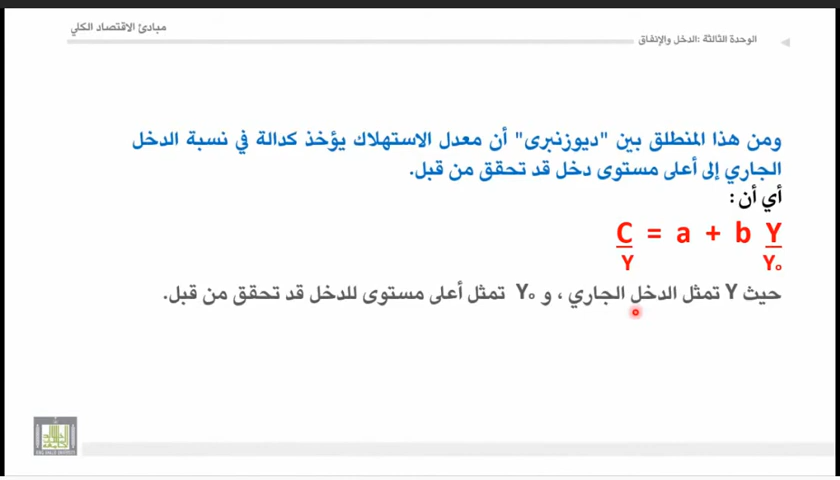 مبادئ الاقتصاد الكلي
الوحدة الثالثة :الدخل والإنفاق
ومن هذا المنطلق بين "ديوزنبرى" أن معدل الاستهلاك يؤخذ كدالة في نسبة الدخل
الجاري إلى أعلى مستوى دخل قد تحقق من قبل.
أي أن :
C = a + b Y
Y Y₀
حيث Y تمثل الدخل الجاري ، و Y₀ تمثل أعلى مستوى للدخل قد تحقق من قبل.